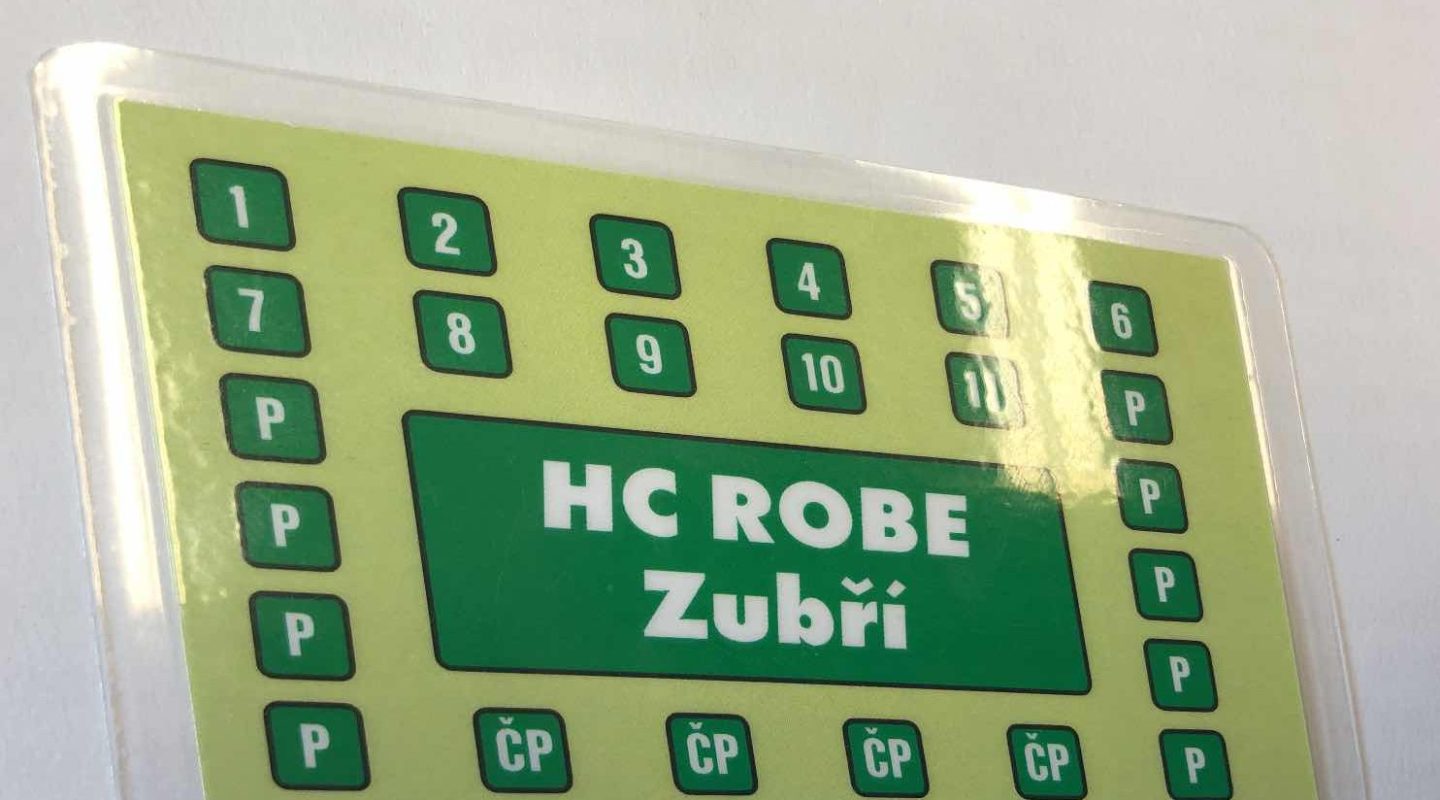 1 2 3 4 5 6
7 8 9 10 11 P
P P
HC ROBE
Zubří
P P
P P
P ČP ČP ČP ČP P